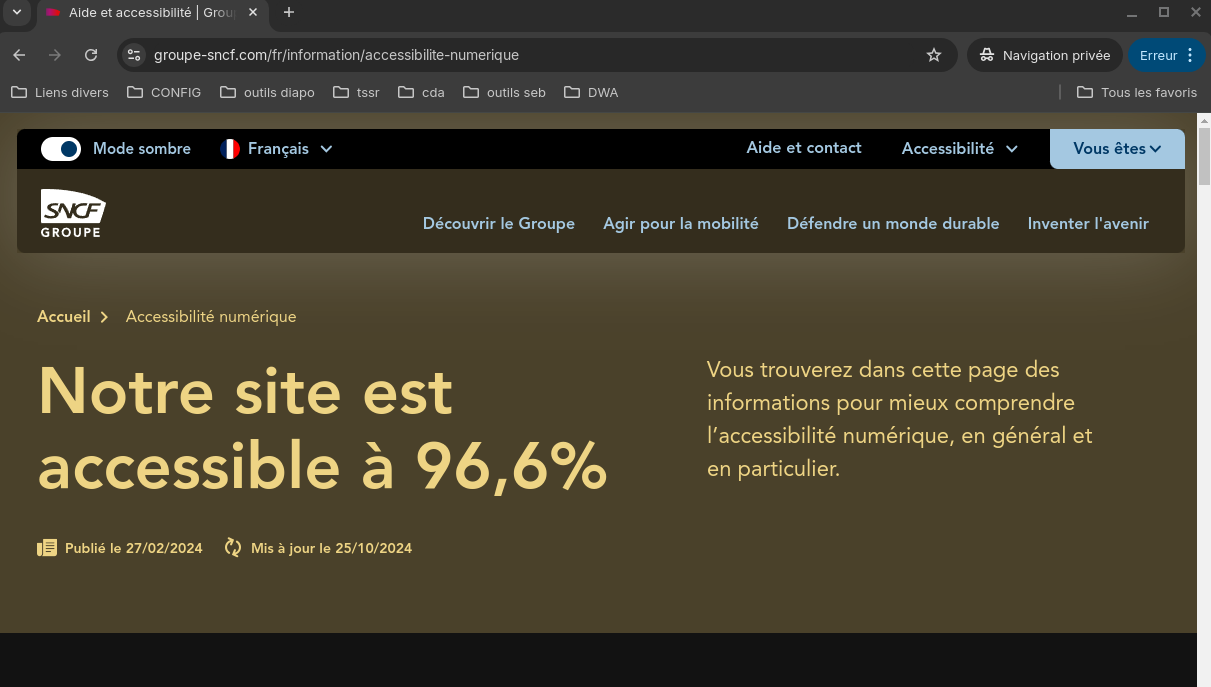 Aide et accessibilité | Grou
groupe-sncf.com/fr/information/accessibilite-numerique
Navigation privée
Erreur
Liens divers
CONFIG
outils diapo
tssr
cda
outils seb
DWA
Tous les favoris
Mode sombre
Français
Aide et contact
Accessibilité
Vous êtes
SNCF
GROUPE
Découvrir le Groupe
Agir pour la mobilité
Défendre un monde durable
Inventer l'avenir
Accueil
Accessibilité numérique
Notre site est
accessible à 96,6%
Vous trouverez dans cette page des
informations pour mieux comprendre
l’accessibilité numérique, en général et
en particulier.
Publié le 27/02/2024
Mis à jour le 25/10/2024